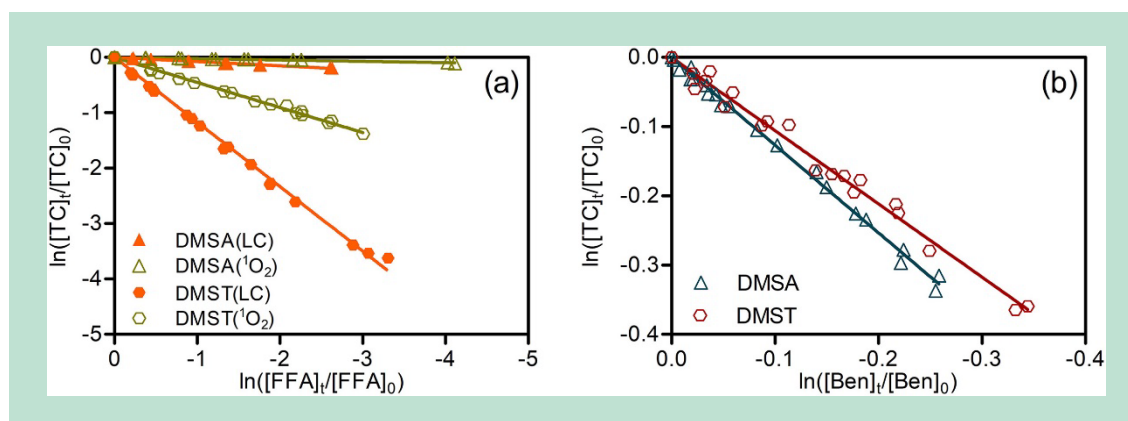 (a)
ln([TC]t/[TC]0)
0
-1
-2
-3
-4
-5
DMSA(LC)
DMSA(¹O₂)
DMST(LC)
DMST(¹O₂)
0 -1 -2 -3 -4 -5
ln([FFA]t/[FFA]0)
(b)
ln([TC]t/[TC]0)
0.0
-0.1
-0.2
-0.3
-0.4
DMSA
DMST
0.0 -0.1 -0.2 -0.3 -0.4
ln([Ben]t/[Ben]0)